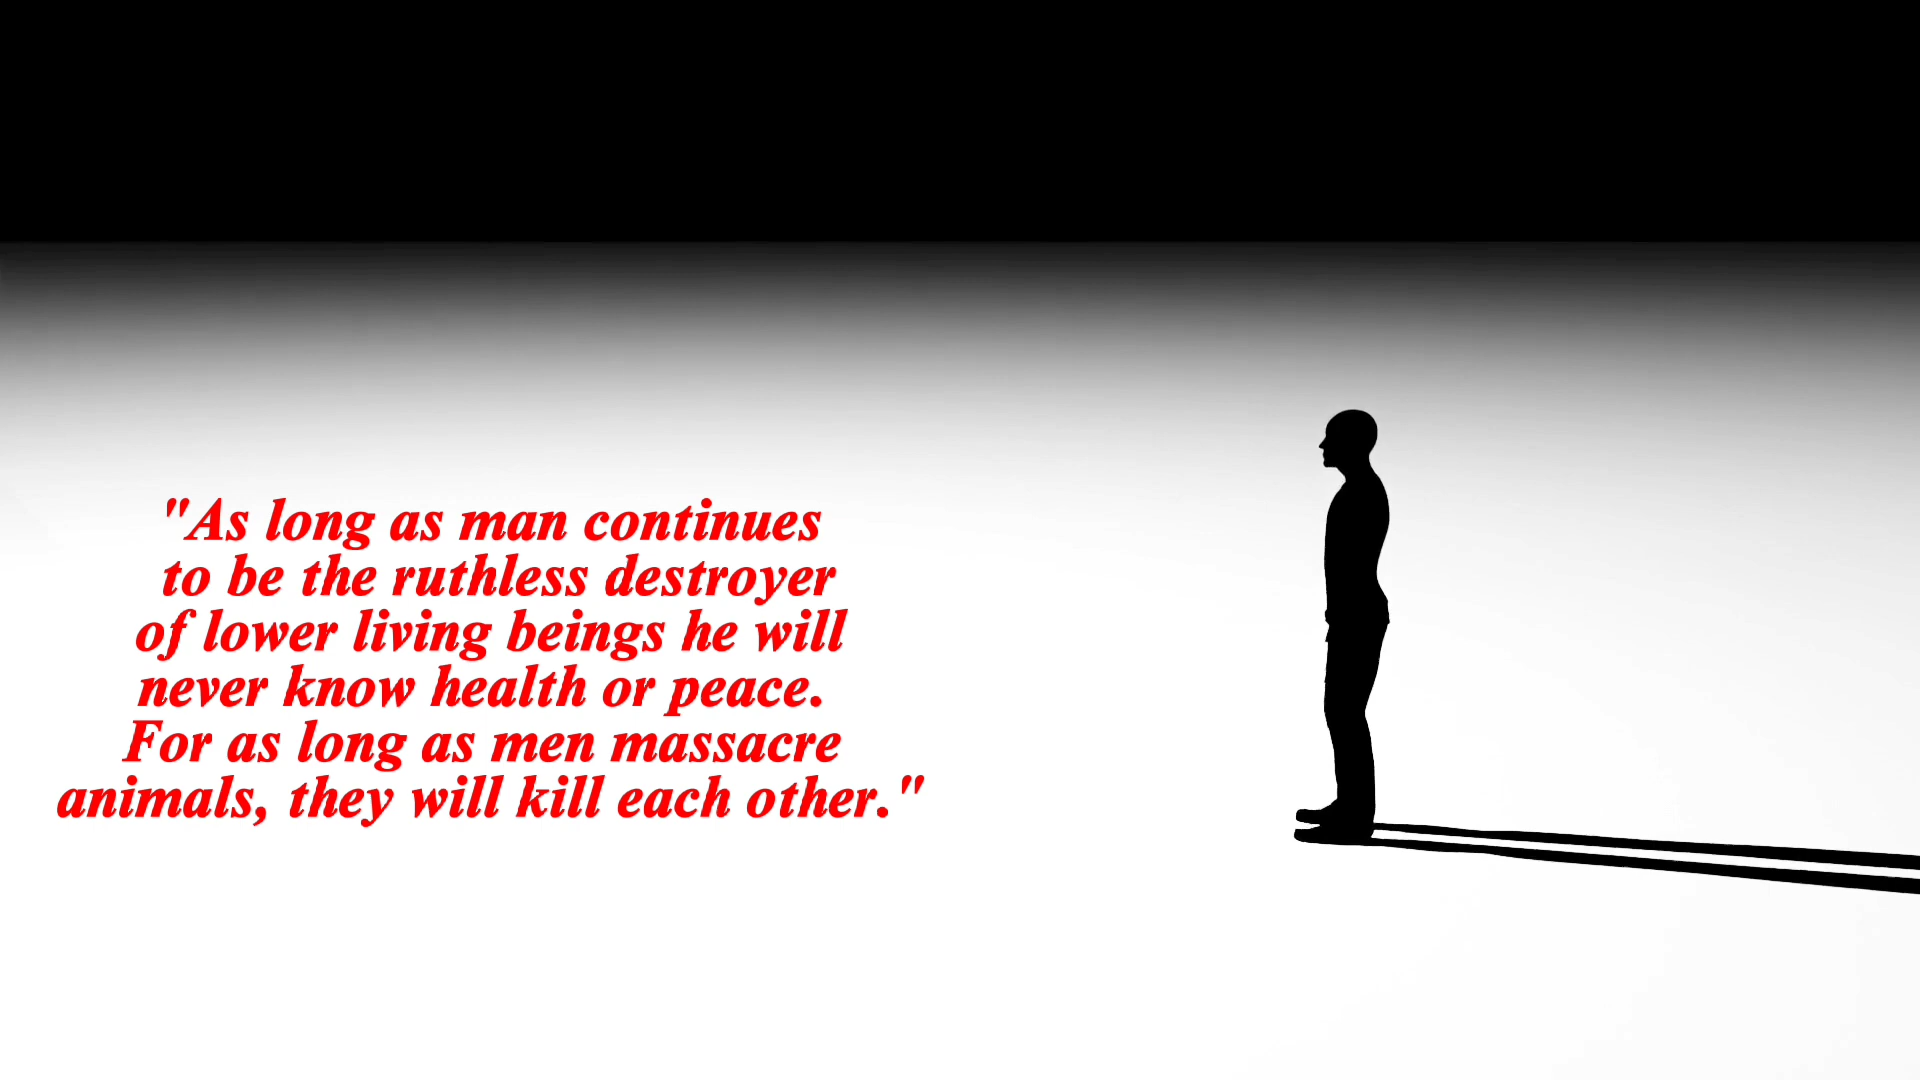 "As long as man continues
to be the ruthless destroyer
of lower living beings he will
never know health or peace.
For as long as men massacre
animals, they will kill each other."